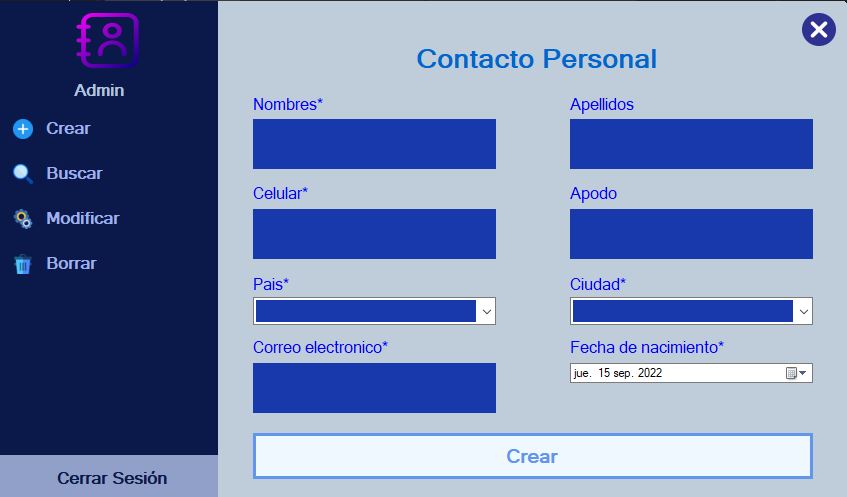 Admin
Crear
Buscar
Modificar
Borrar
Cerrar Sesión
Contacto Personal
Nombres*
Apellidos
Celular*
Apodo
Pais*
Ciudad*
Correo electronico*
Fecha de nacimiento*
jue. 15 sep. 2022
Crear